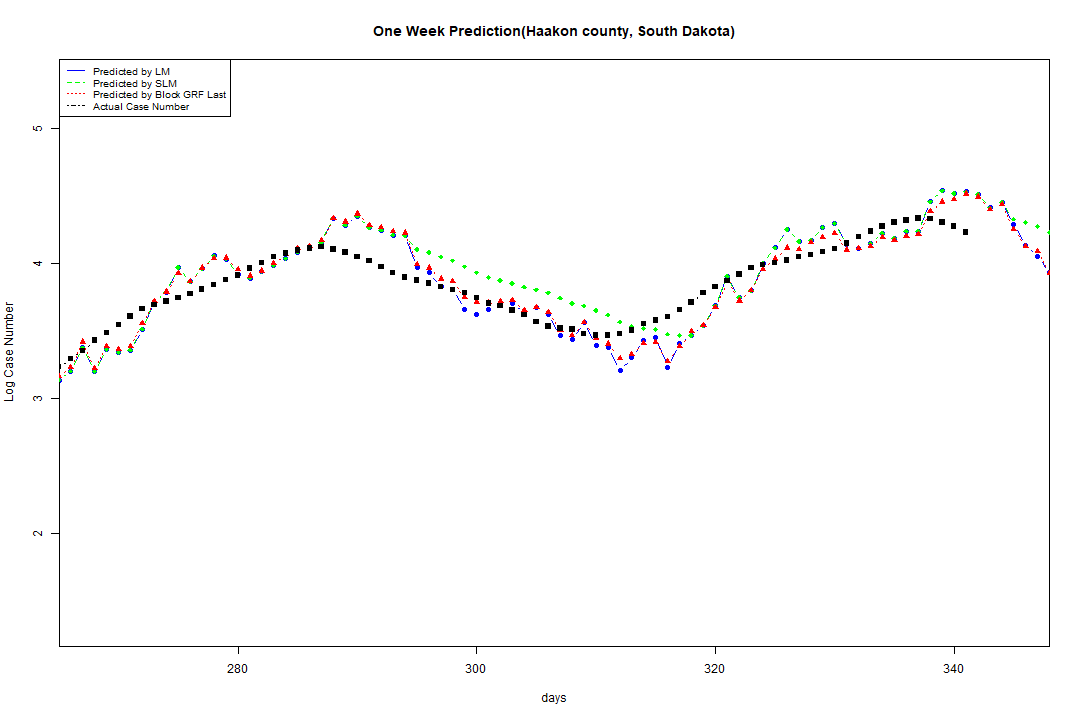 One Week Prediction(Haakon county, South Dakota)
Predicted by LM
Predicted by SLM
Predicted by Block GRF Last
Actual Case Number
5
4
3
2
Log Case Number
280 300 320 340
days